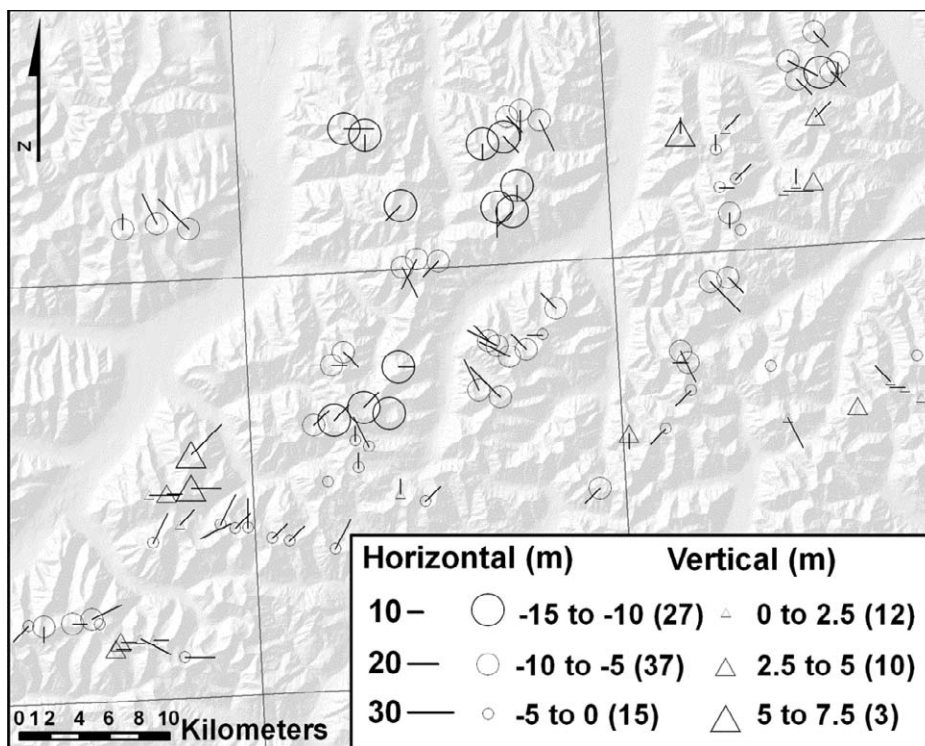 N
Horizontal (m) Vertical (m)
10 -15 to -10 (27) 0 to 2.5 (12)
20 -10 to -5 (37) 2.5 to 5 (10)
30 -5 to 0 (15) 5 to 7.5 (3)
0 1 2 4 6 8 10
Kilometers